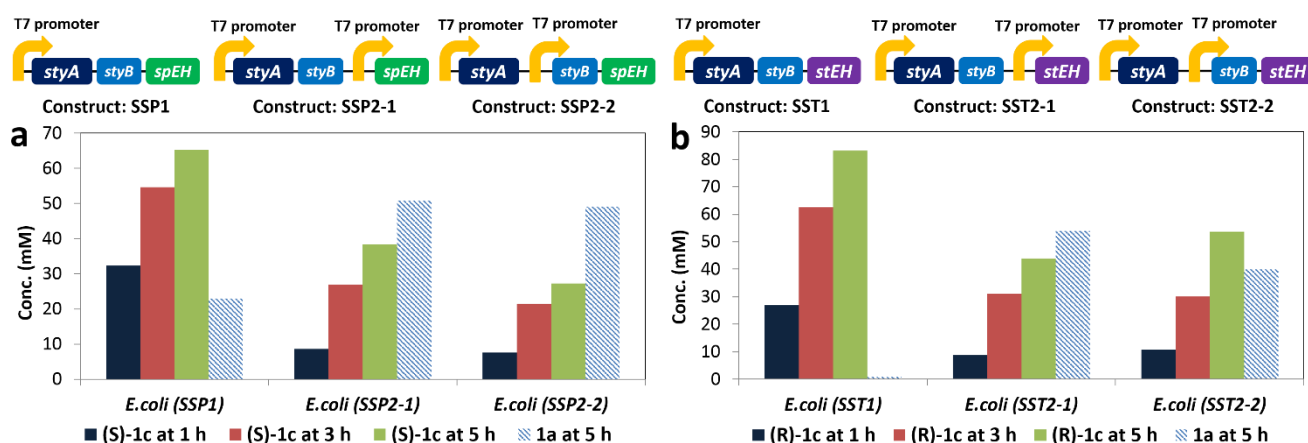 T7 promoter T7 promoter T7 promoter T7 promoter T7 promoter T7 promoter T7 promoter T7 promoter T7 promoter T7 promoter
styA styB spEH styA styB spEH styA styB spEH styA styB stEH styA styB stEH styA styB stEH
Construct: SSP1 Construct: SSP2-1 Construct: SSP2-2 Construct: SST1 Construct: SST2-1 Construct: SST2-2
a
70
60
50
40
30
20
10
0
Conc. (mM)
E.coli (SSP1) E.coli (SSP2-1) E.coli (SSP2-2)
(S)-1c at 1 h (S)-1c at 3 h (S)-1c at 5 h 1a at 5 h
b
90
80
70
60
50
40
30
20
10
0
Conc. (mM)
E.coli (SST1) E.coli (SST2-1) E.coli (SST2-2)
(R)-1c at 1 h (R)-1c at 3 h (R)-1c at 5 h 1a at 5 h